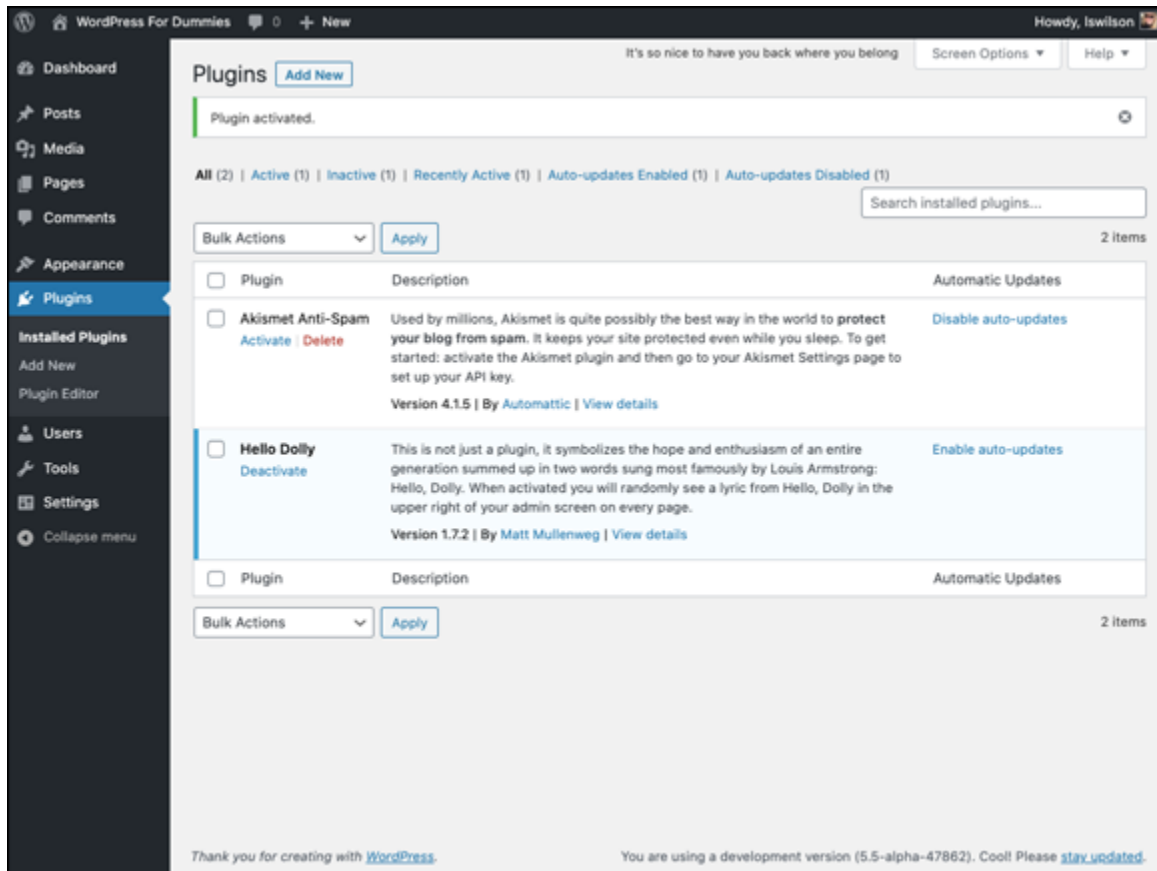 WordPress For Dummies 0 + New Howdy, lswilson
Dashboard
Posts
Media
Pages
Comments
Appearance
Plugins
Installed Plugins
Add New
Plugin Editor
Users
Tools
Settings
Collapse menu
It's so nice to have you back where you belong
Screen Options
Help
Plugins Add New
Plugin activated.
All (2) | Active (1) | Inactive (1) | Recently Active (1) | Auto-updates Enabled (1) | Auto-updates Disabled (1)
Search installed plugins...
Bulk Actions Apply 2 items
Plugin Description Automatic Updates
Akismet Anti-Spam
Activate | Delete
Used by millions, Akismet is quite possibly the best way in the world to protect
your blog from spam. It keeps your site protected even while you sleep. To get
started: activate the Akismet plugin and then go to your Akismet Settings page to
set up your API key.
Version 4.1.5 | By Automattic | View details
Disable auto-updates
Hello Dolly
Deactivate
This is not just a plugin, it symbolizes the hope and enthusiasm of an entire
generation summed up in two words sung most famously by Louis Armstrong:
Hello, Dolly. When activated you will randomly see a lyric from Hello, Dolly in the
upper right of your admin screen on every page.
Version 1.7.2 | By Matt Mullenweg | View details
Enable auto-updates
Plugin Description Automatic Updates
Bulk Actions Apply 2 items
Thank you for creating with WordPress.
You are using a development version (5.5-alpha-47862). Cool! Please stay updated.